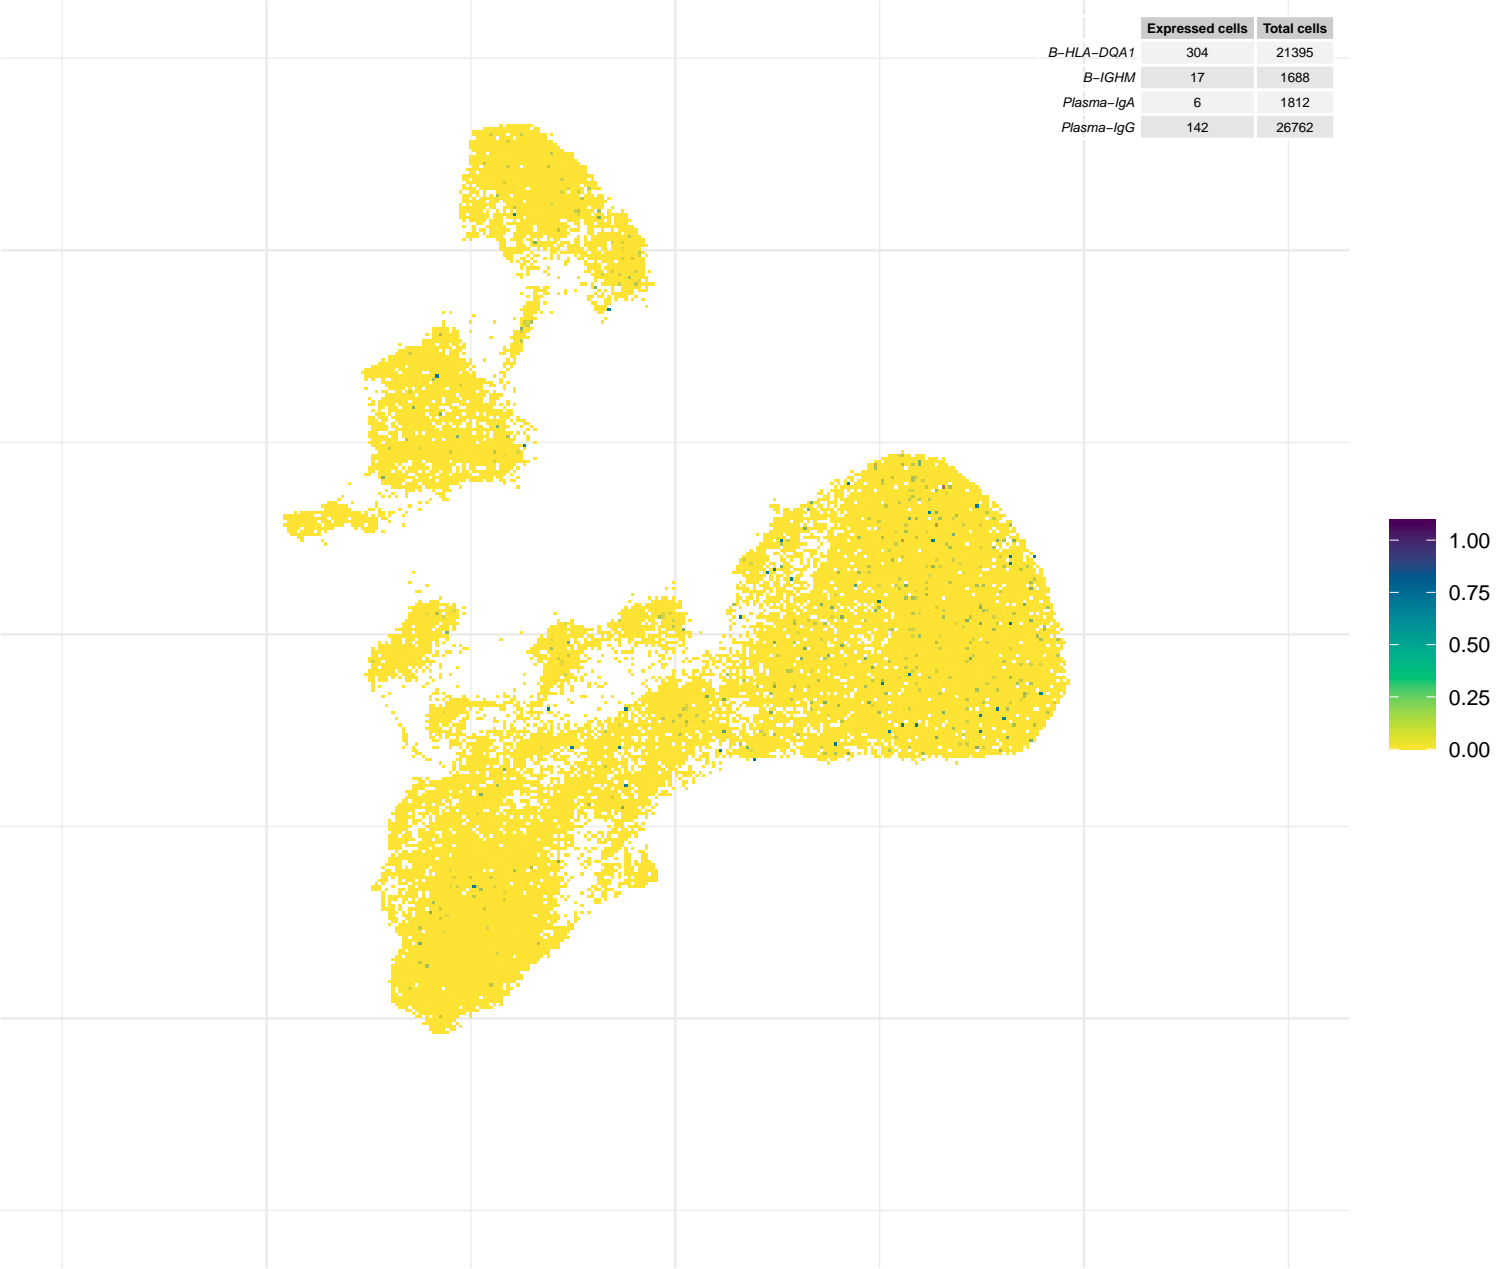 Expressed cells Total cells
B−HLA−DQA1 304 21395
B−IGHM 17 1688
Plasma−IgA 6 1812
Plasma−IgG 142 26762
1.00
0.75
0.50
0.25
0.00